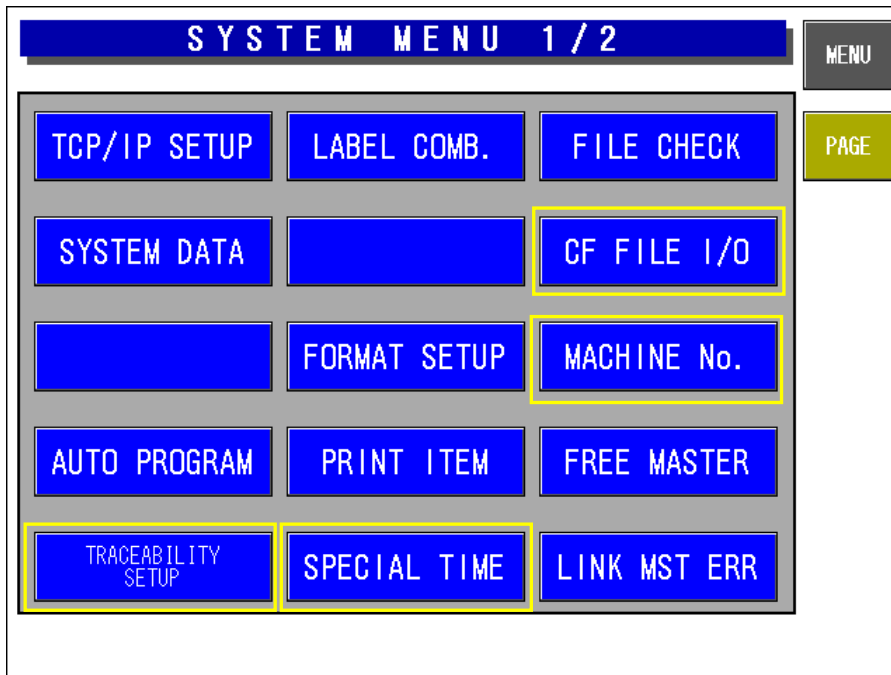 SYSTEM MENU 1/2
MENU
PAGE
TCP/IP SETUP
LABEL COMB.
FILE CHECK
SYSTEM DATA
CF FILE I/O
FORMAT SETUP
MACHINE No.
AUTO PROGRAM
PRINT ITEM
FREE MASTER
TRACEABILITY
SETUP
SPECIAL TIME
LINK MST ERR